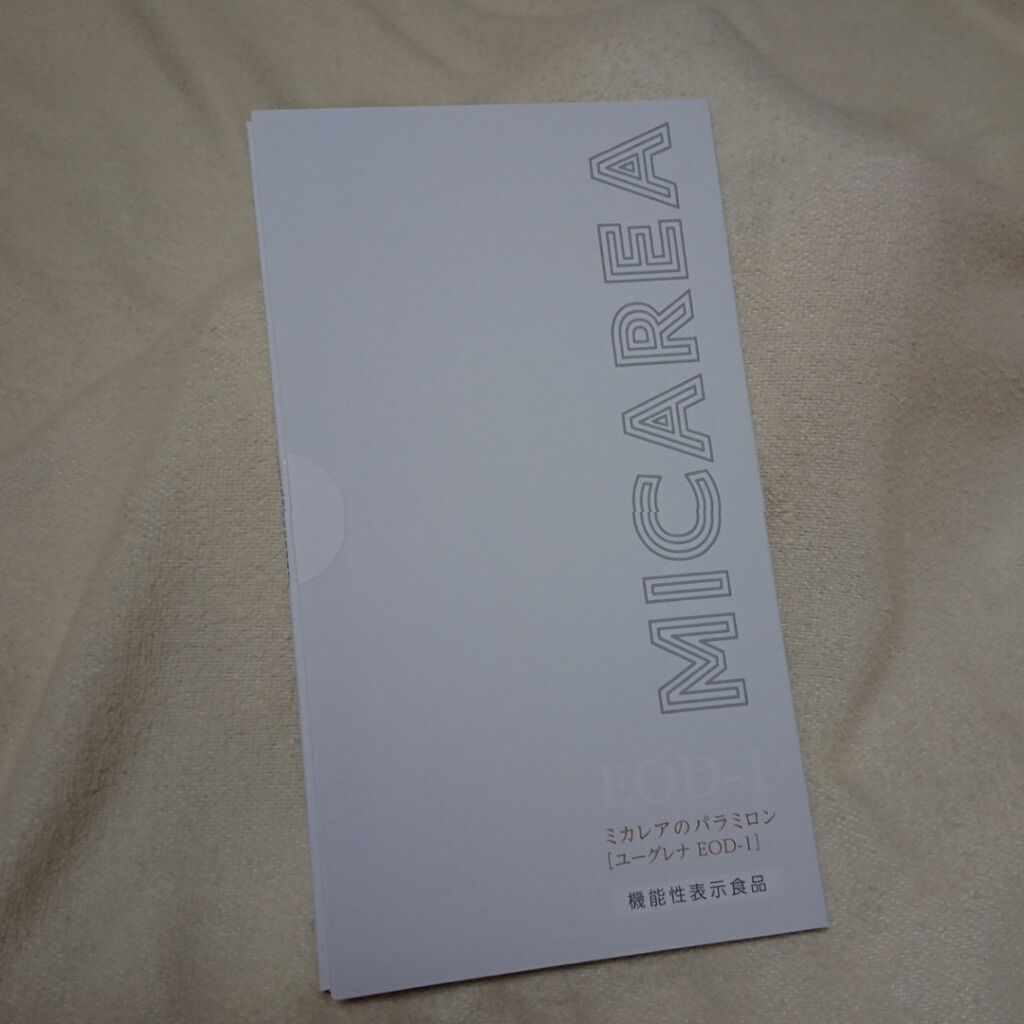 MICAREA
EOD-1
ミカレアのパラミロン
[ユーグレナ EOD-1]
機能性表示食品